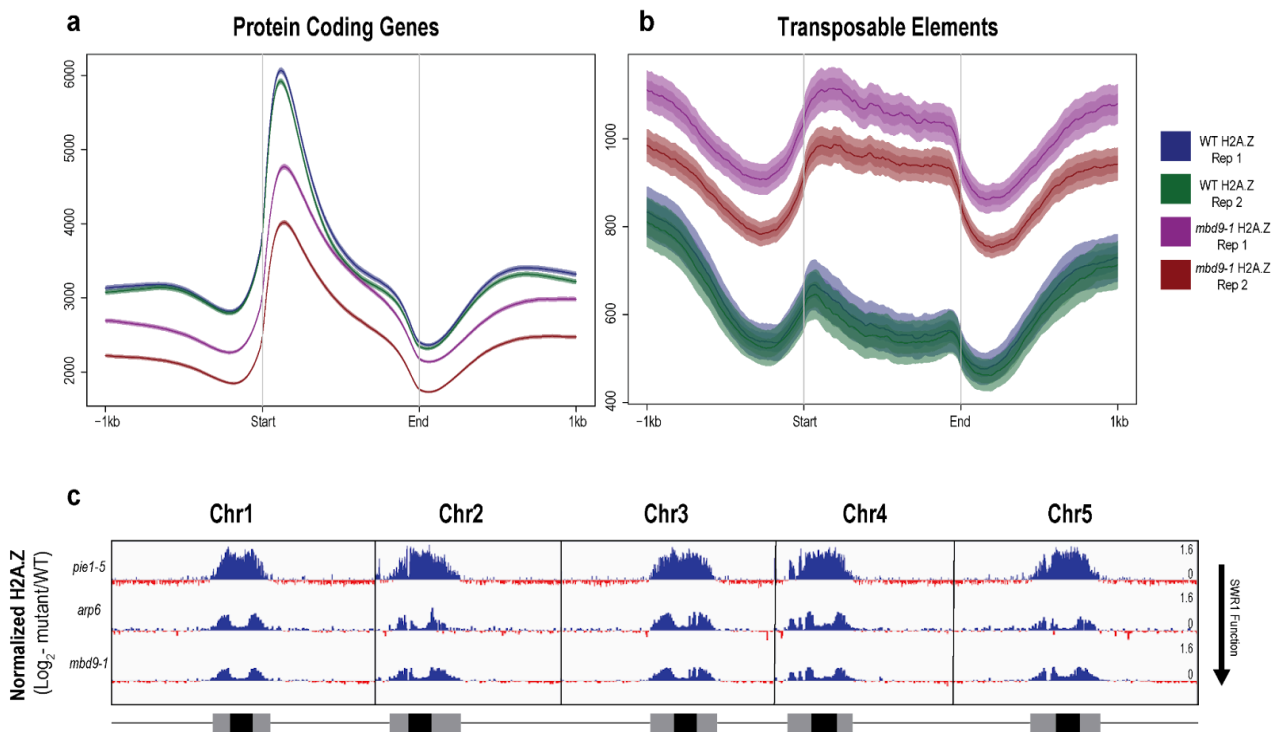 a
Protein Coding Genes
6000
5000
4000
3000
2000
−1kb
Start
End
1kb
b
Transposable Elements
1000
800
600
400
−1kb
Start
End
1kb
WT H2A.Z
Rep 1
WT H2A.Z
Rep 2
mbd9-1 H2A.Z
Rep 1
mbd9-1 H2A.Z
Rep 2
c
Chr1
Chr2
Chr3
Chr4
Chr5
Normalized H2A.Z
(Log2- mutant/WT)
pie1-5
arp6
mbd9-1
1.6
0
1.6
0
1.6
0
SWR1 Function